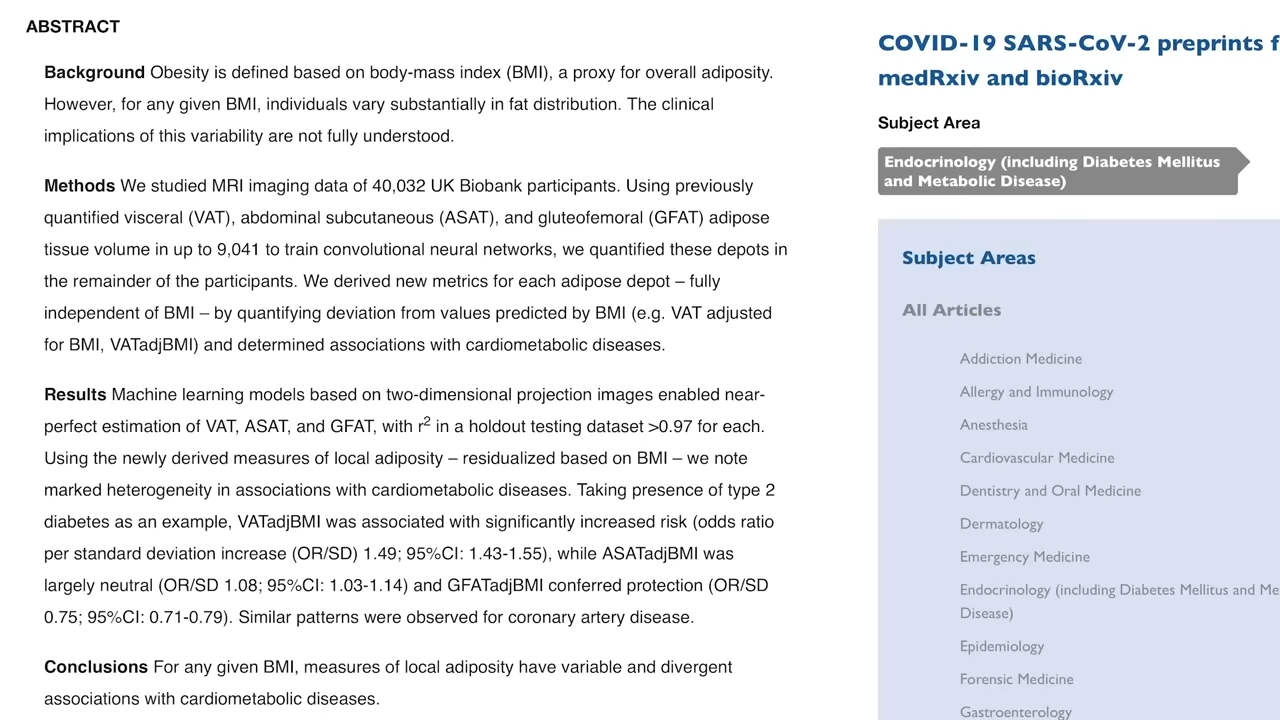 ABSTRACT
Background Obesity is defined based on body-mass index (BMI), a proxy for overall adiposity.
However, for any given BMI, individuals vary substantially in fat distribution. The clinical
implications of this variability are not fully understood.
Methods We studied MRI imaging data of 40,032 UK Biobank participants. Using previously
quantified visceral (VAT), abdominal subcutaneous (ASAT), and gluteofemoral (GFAT) adipose
tissue volume in up to 9,041 to train convolutional neural networks, we quantified these depots in
the remainder of the participants. We derived new metrics for each adipose depot – fully
independent of BMI – by quantifying deviation from values predicted by BMI (e.g. VAT adjusted
for BMI, VATadjBMI) and determined associations with cardiometabolic diseases.
Results Machine learning models based on two-dimensional projection images enabled near-
perfect estimation of VAT, ASAT, and GFAT, with r2 in a holdout testing dataset >0.97 for each.
Using the newly derived measures of local adiposity – residualized based on BMI – we note
marked heterogeneity in associations with cardiometabolic diseases. Taking presence of type 2
diabetes as an example, VATadjBMI was associated with significantly increased risk (odds ratio
per standard deviation increase (OR/SD) 1.49; 95%CI: 1.43-1.55), while ASATadjBMI was
largely neutral (OR/SD 1.08; 95%CI: 1.03-1.14) and GFATadjBMI conferred protection (OR/SD
0.75; 95%CI: 0.71-0.79). Similar patterns were observed for coronary artery disease.
Conclusions For any given BMI, measures of local adiposity have variable and divergent
associations with cardiometabolic diseases.
COVID-19 SARS-CoV-2 preprints f
medRxiv and bioRxiv
Subject Area
Endocrinology (including Diabetes Mellitus
and Metabolic Disease)
Subject Areas
All Articles
Addiction Medicine
Allergy and Immunology
Anesthesia
Cardiovascular Medicine
Dentistry and Oral Medicine
Dermatology
Emergency Medicine
Endocrinology (including Diabetes Mellitus and Me
Disease)
Epidemiology
Forensic Medicine
Gastroenterology